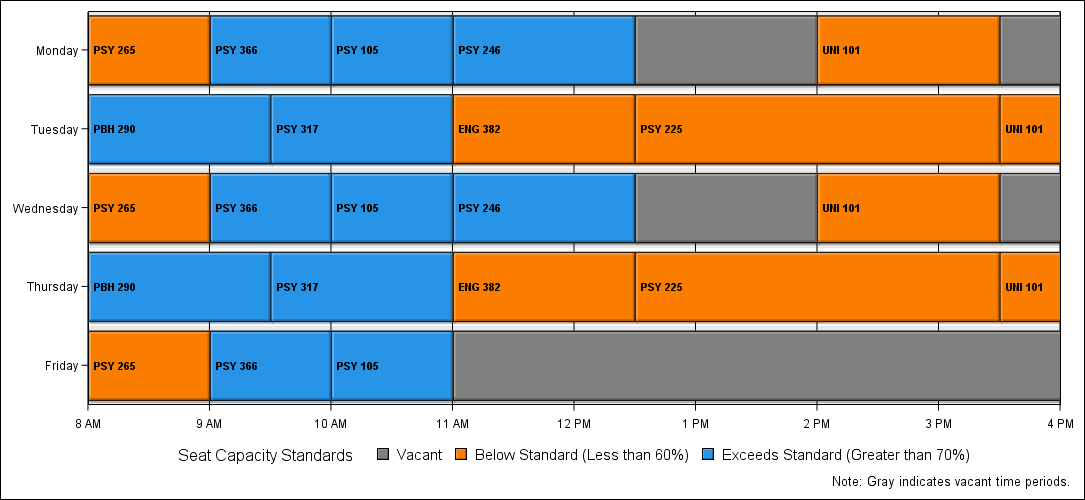 Monday PSY 265 PSY 366 PSY 105 PSY 246 UNI 101
Tuesday PBH 290 PSY 317 ENG 382 PSY 225 UNI 101
Wednesday PSY 265 PSY 366 PSY 105 PSY 246 UNI 101
Thursday PBH 290 PSY 317 ENG 382 PSY 225 UNI 101
Friday PSY 265 PSY 366 PSY 105
8 AM 9 AM 10 AM 11 AM 12 PM 1 PM 2 PM 3 PM 4 PM
Seat Capacity Standards Vacant Below Standard (Less than 60%) Exceeds Standard (Greater than 70%)
Note: Gray indicates vacant time periods.